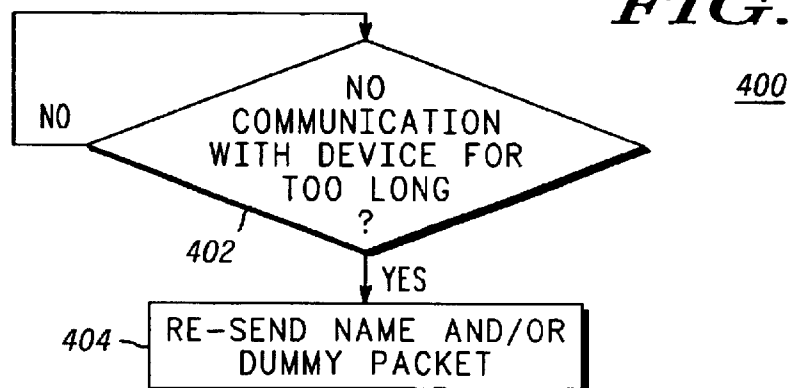 FIG.
400
NO
COMMUNICATION
WITH DEVICE FOR
TOO LONG
?
NO
402
YES
404
RE-SEND NAME AND/OR
DUMMY PACKET